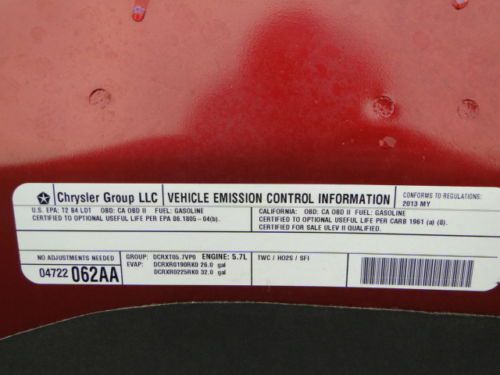 Chrysler Group LLC VEHICLE EMISSION CONTROL INFORMATION CONFORMS TO REGULATIONS:
2013 MY
U.S. EPA: T2 B4 LDT OBD: CA OBD II FUEL: GASOLINE
CERTIFIED TO OPTIONAL USEFUL LIFE PER EPA 86.1805-04(b).
CALIFORNIA: OBD: CA OBD II FUEL: GASOLINE
CERTIFIED TO OPTIONAL USEFUL LIFE PER CARB 1961 (a) (8).
CERTIFIED FOR SALE ULEV II QUALIFIED.
NO ADJUSTMENTS NEEDED
04722 062AA
GROUP: DCRXT05.7VP0 ENGINE: 5.7L
EVAP: DCRXR0190RK0 26.0 gal
DCRXR0225RK0 32.0 gal
TWC / HO2S / SFI